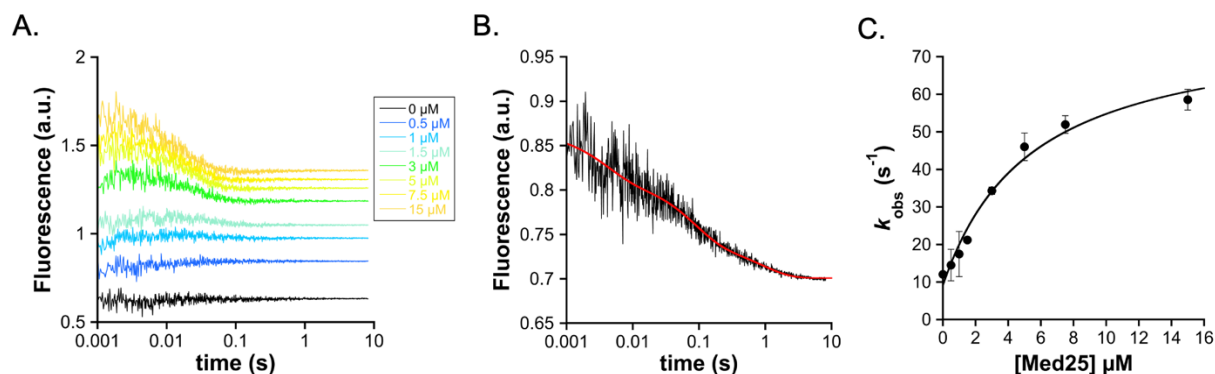 A.
Fluorescence (a.u.)
2
1.5
1
0.5
0.001 0.01 0.1 1 10
time (s)
0 µM
0.5 µM
1 µM
1.5 µM
3 µM
5 µM
7.5 µM
15 µM
B.
Fluorescence (a.u.)
0.95
0.9
0.85
0.8
0.75
0.7
0.65
0.001 0.01 0.1 1 10
time (s)
C.
kobs (s⁻¹)
70
60
50
40
30
20
10
0
0 2 4 6 8 10 12 14 16
[Med25] µM